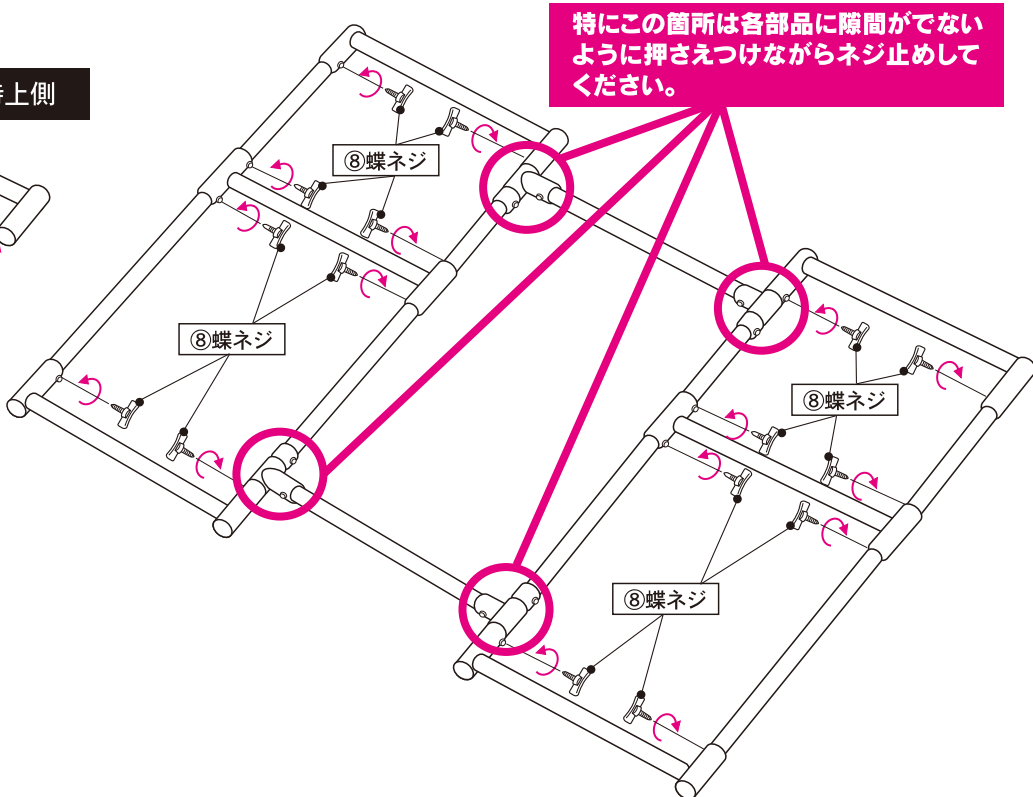 特にこの箇所は各部品に隙間がでない
ように押さえつけながらネジ止めして
ください。
上側
⑧蝶ネジ
⑧蝶ネジ
⑧蝶ネジ
⑧蝶ネジ